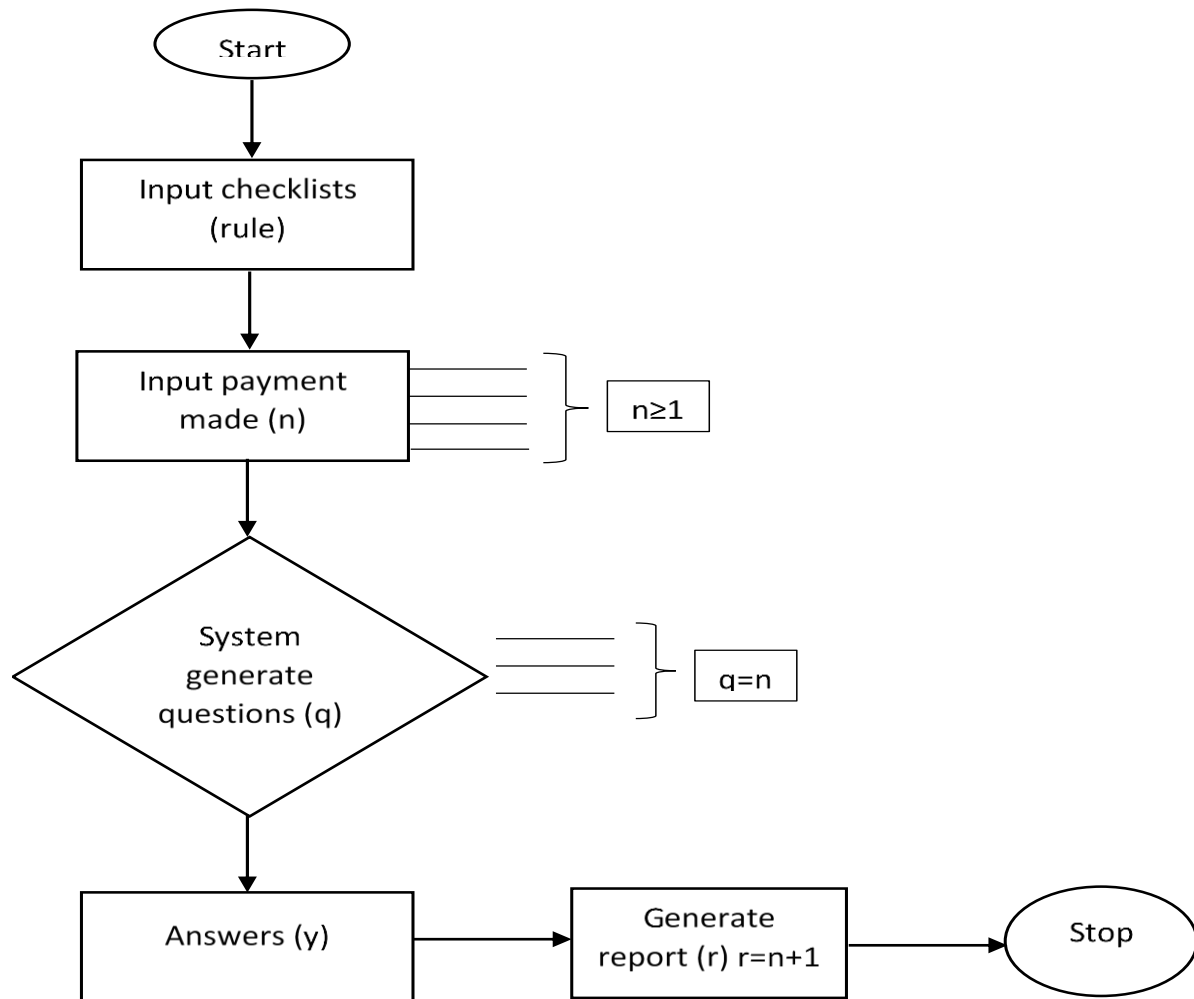 Start
Input checklists
(rule)
Input payment
made (n)
n≥1
System
generate
questions (q)
q=n
Answers (y)
Generate
report (r) r=n+1
Stop